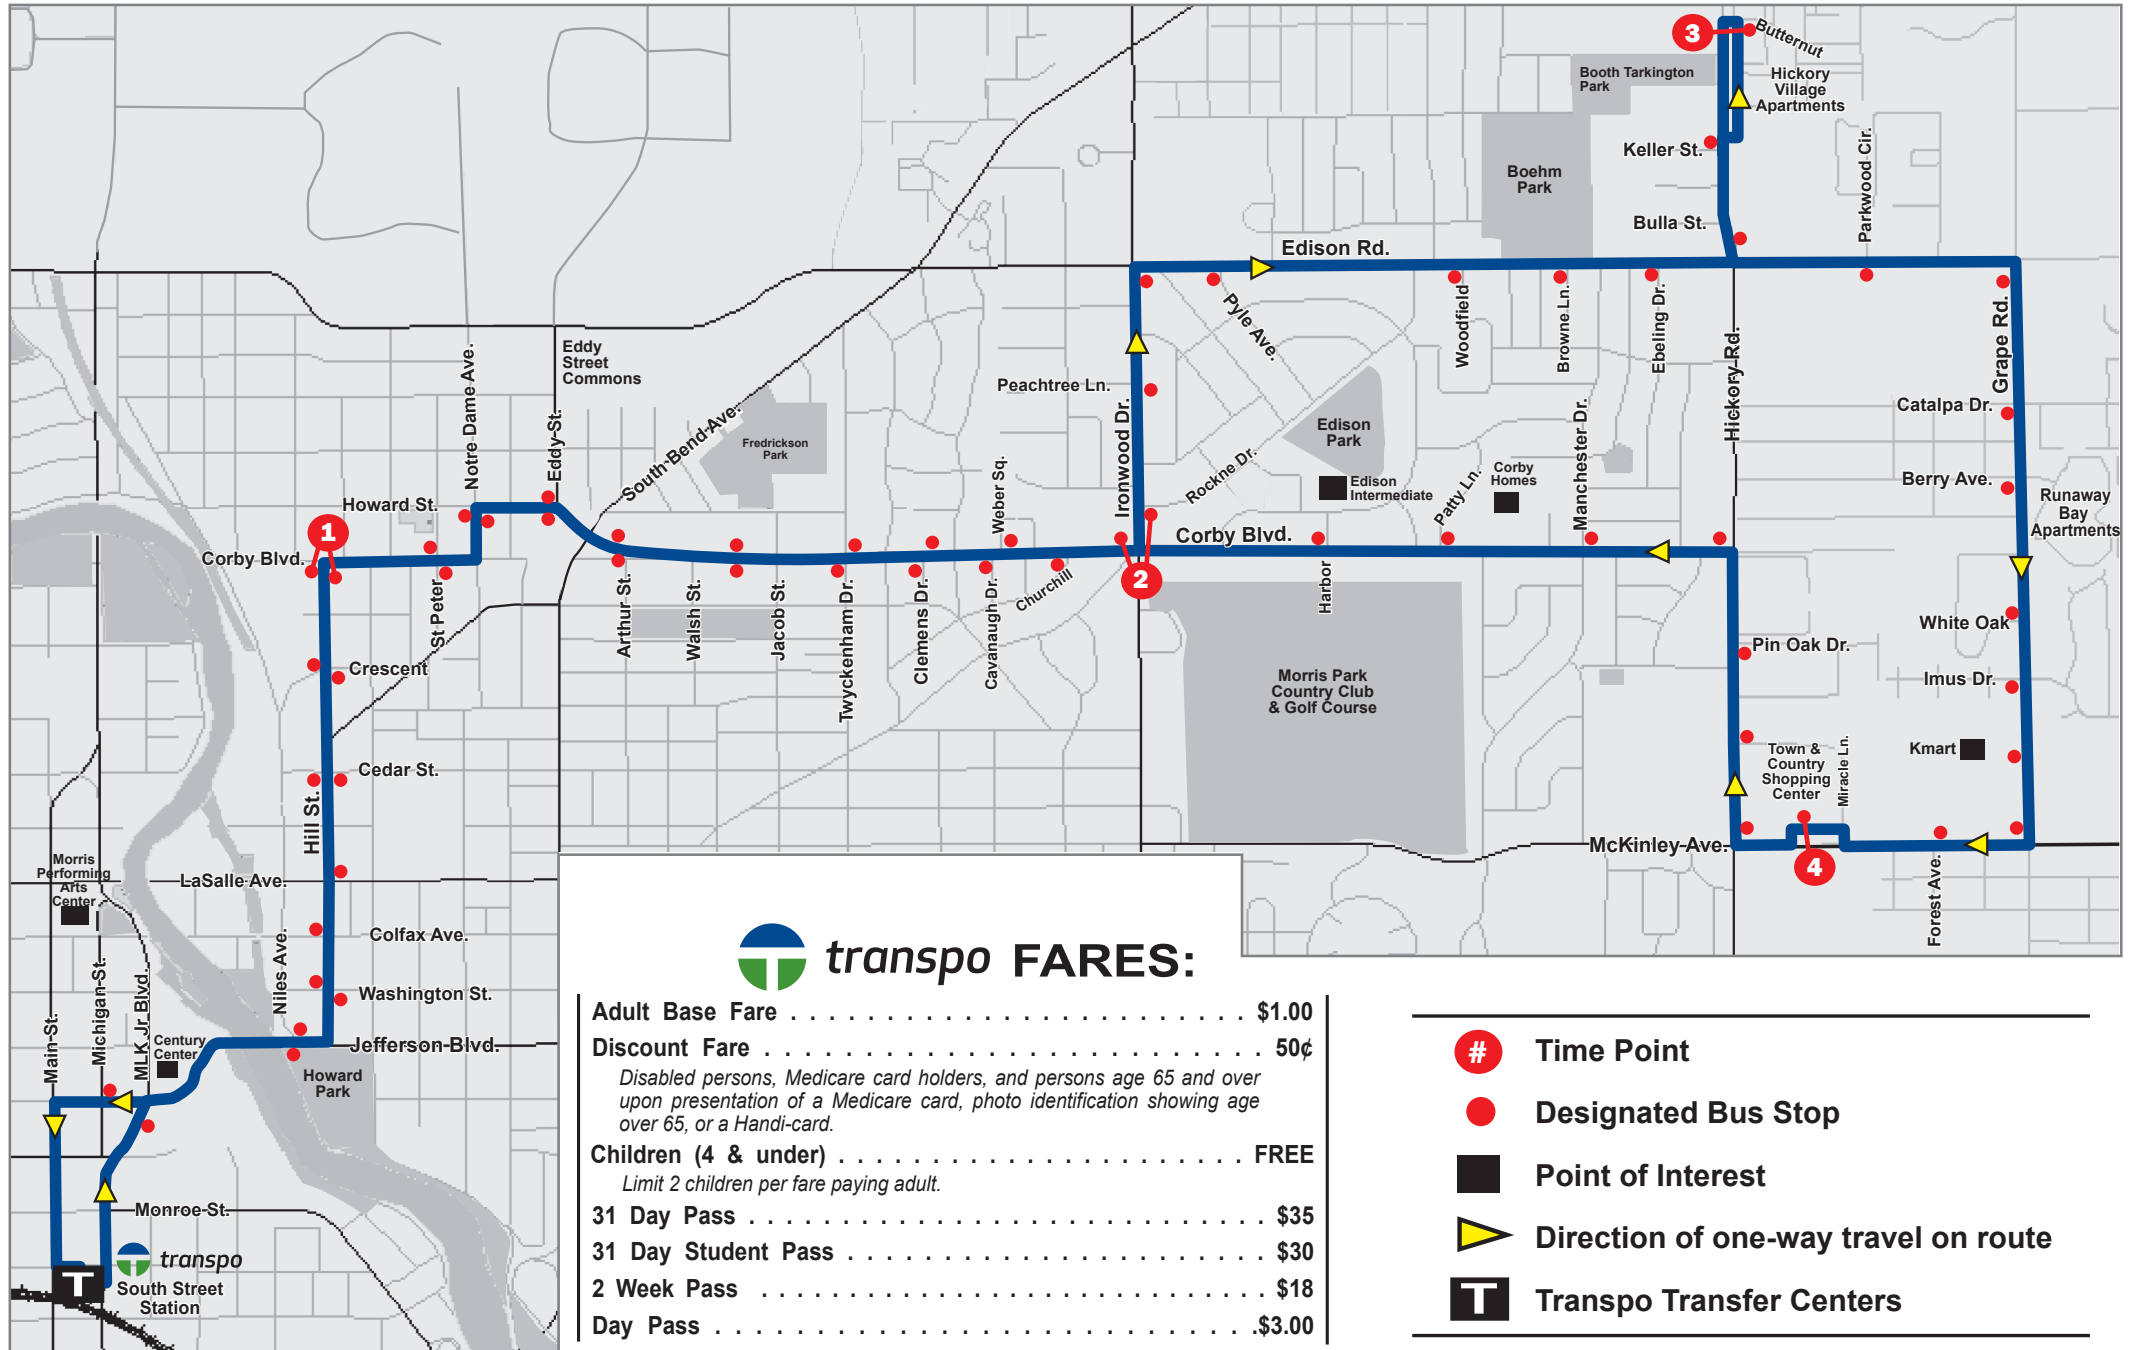 3
Butternut
Booth Tarkington
Park
Hickory
Village
Apartments
Keller St.
Boehm
Park
Parkwood Cir.
Bulla St.
Edison Rd.
Pyle Ave.
Woodfield
Browne Ln.
Ebeling Dr.
Hickory Rd.
Grape Rd.
Eddy
Street
Commons
Notre Dame Ave.
Eddy St.
South Bend Ave.
Fredrickson
Park
Peachtree Ln.
Ironwood Dr.
Edison
Park
Catalpa Dr.
Rockne Dr.
Edison
Intermediate
Patty Ln.
Corby
Homes
Manchester Dr.
Berry Ave.
Runaway
Bay
Apartments
Howard St.
Weber Sq.
1
Corby Blvd.
Corby Blvd.
2
St Peter
Arthur St.
Walsh St.
Jacob St.
Twyckenham Dr.
Clemens Dr.
Cavanaugh Dr.
Churchill
Harbor
White Oak
Pin Oak Dr.
Crescent
Morris Park
Country Club
& Golf Course
Imus Dr.
Kmart
Town &
Country
Shopping
Center
Miracle Ln.
Cedar St.
Hill St.
McKinley Ave.
4
Forest Ave.
Morris
Performing
Arts
Center
LaSalle Ave.
Colfax Ave.
Niles Ave.
Washington St.
Main St.
Michigan St.
MLK Jr Blvd.
Century
Center
Jefferson Blvd.
Howard
Park
Monroe St.
transpo
T
South Street
Station
transpo FARES:
Adult Base Fare . . . . . . . . . . . . . . . . . . . . . . . . . $1.00
Discount Fare . . . . . . . . . . . . . . . . . . . . . . . . . . . 50¢
Disabled persons, Medicare card holders, and persons age 65 and over
upon presentation of a Medicare card, photo identification showing age
over 65, or a Handi-card.
Children (4 & under) . . . . . . . . . . . . . . . . . . . . . . FREE
Limit 2 children per fare paying adult.
31 Day Pass . . . . . . . . . . . . . . . . . . . . . . . . . . . . $35
31 Day Student Pass . . . . . . . . . . . . . . . . . . . . . . $30
2 Week Pass . . . . . . . . . . . . . . . . . . . . . . . . . . . $18
Day Pass . . . . . . . . . . . . . . . . . . . . . . . . . . . . .$3.00
# Time Point
Designated Bus Stop
Point of Interest
Direction of one-way travel on route
T Transpo Transfer Centers